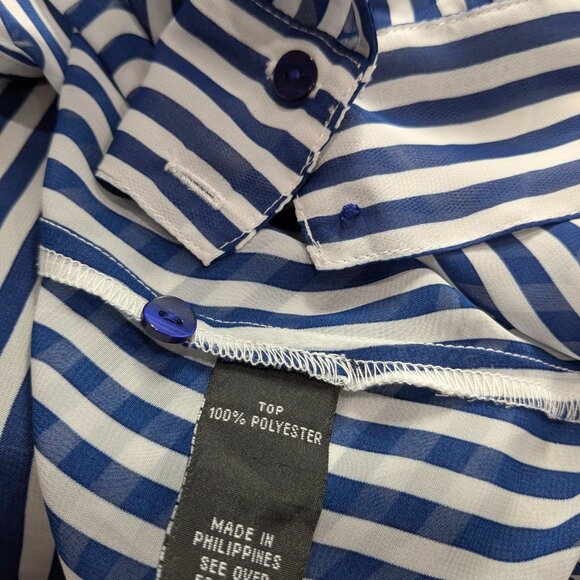 TOP
100% POLYESTER
MADE IN
PHILIPPINES
SEE OVER